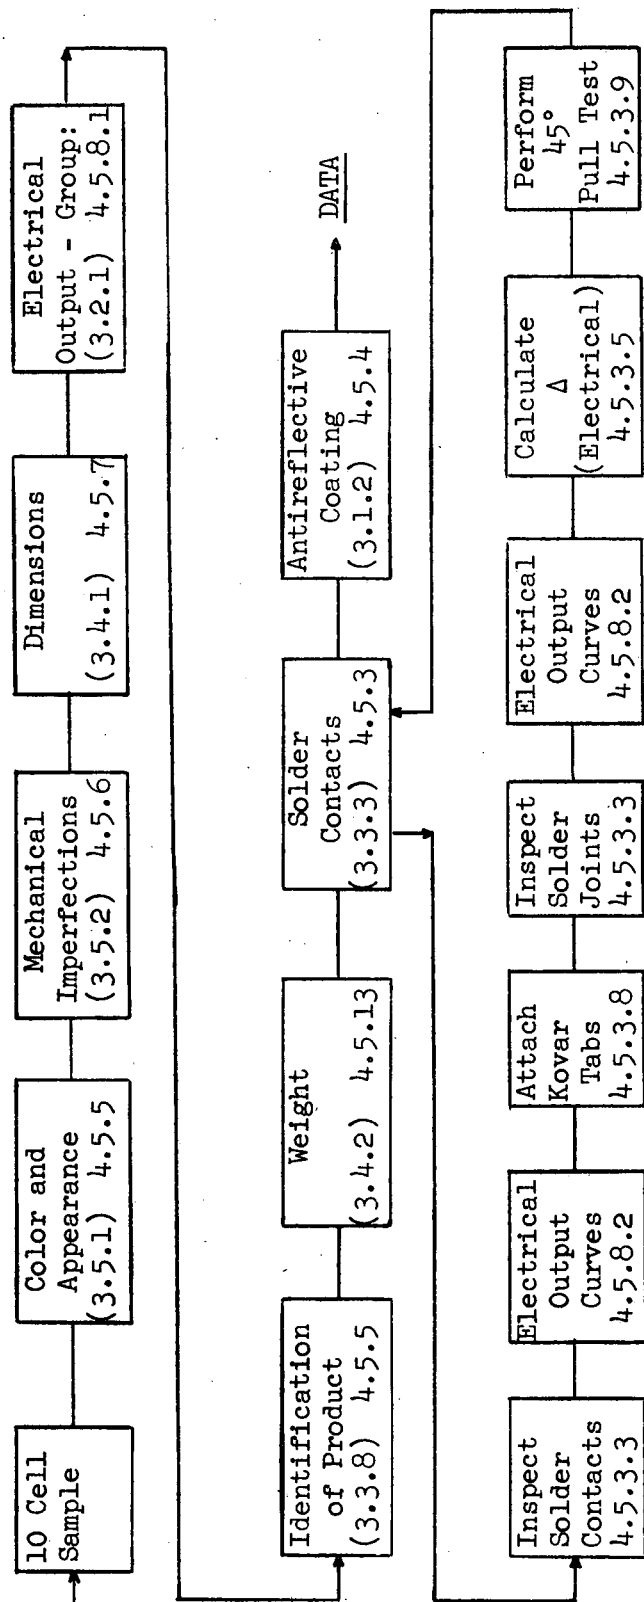 10 Cell
Sample
Color and
Appearance
(3.5.1) 4.5.5
Mechanical
Imperfections
(3.5.2) 4.5.6
Dimensions
(3.4.1) 4.5.7
Electrical
Output - Group:
(3.2.1) 4.5.8.1
Identification
of Product
(3.3.8) 4.5.5
Weight
(3.4.2) 4.5.13
Solder
Contacts
(3.3.3) 4.5.3
Antireflective
Coating
(3.1.2) 4.5.4
DATA
Inspect
Solder
Contacts
4.5.3.3
Electrical
Output
Curves
4.5.8.2
Attach
Kovar
Tabs
4.5.3.8
Inspect
Solder
Joints
4.5.3.3
Electrical
Output
Curves
4.5.8.2
Calculate
Δ
(Electrical)
4.5.3.5
Perform
45°
Pull Test
4.5.3.9